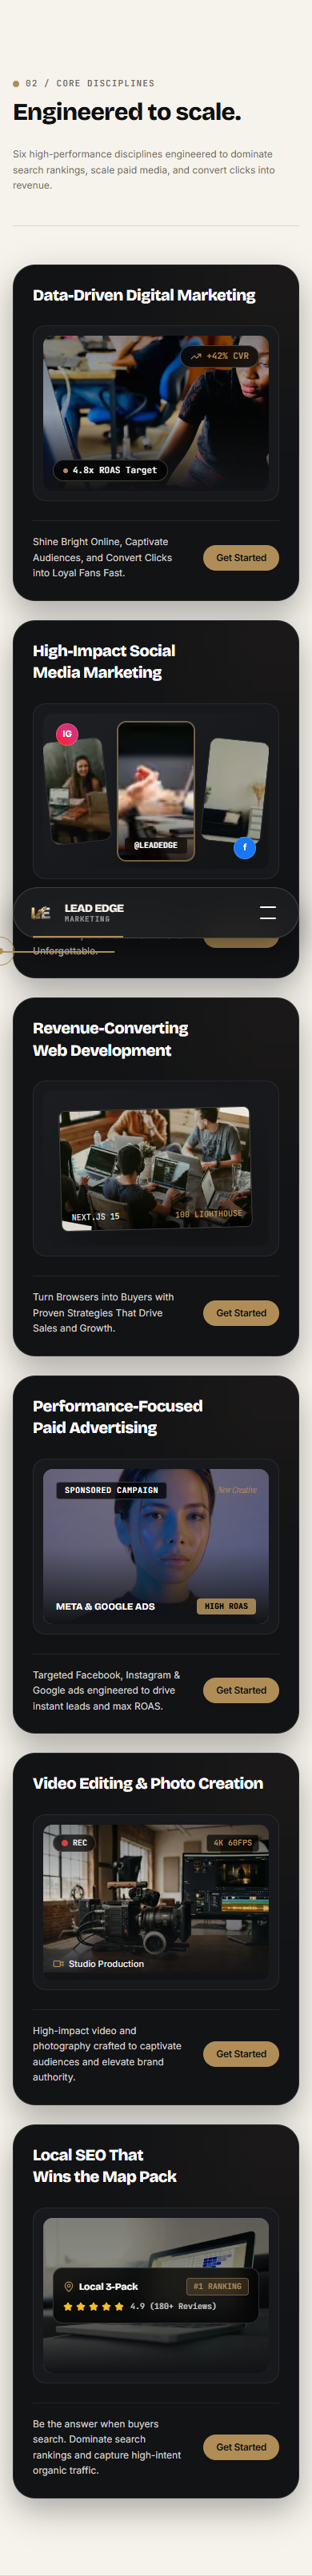 02 / CORE DISCIPLINES
Engineered to scale.
Six high-performance disciplines engineered to dominate
search rankings, scale paid media, and convert clicks into
revenue.
Data-Driven Digital Marketing
+42% CVR
4.8x ROAS Target
Shine Bright Online, Captivate
Audiences, and Convert Clicks
into Loyal Fans Fast.
Get Started
High-Impact Social
Media Marketing
IG
@LEADEDGE
f
LE
LEAD EDGE
MARKETING
Unforgettable.
Revenue-Converting
Web Development
NEXT.JS 15
100 LIGHTHOUSE
Turn Browsers into Buyers with
Proven Strategies That Drive
Sales and Growth.
Get Started
Performance-Focused
Paid Advertising
SPONSORED CAMPAIGN
New Creative
META & GOOGLE ADS
HIGH ROAS
Targeted Facebook, Instagram &
Google ads engineered to drive
instant leads and max ROAS.
Get Started
Video Editing & Photo Creation
REC
4K 60FPS
Studio Production
High-impact video and
photography crafted to captivate
audiences and elevate brand
authority.
Get Started
Local SEO That
Wins the Map Pack
Local 3-Pack
#1 RANKING
4.9 (180+ Reviews)
Be the answer when buyers
search. Dominate search
rankings and capture high-intent
organic traffic.
Get Started